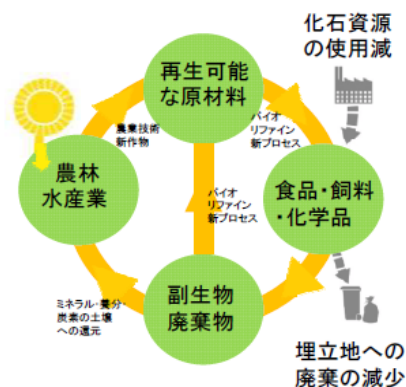 化石資源
の使用減
再生可能
な原材料
農業技術
新作物
バイオ
リファイン
新プロセス
農林
水産業
バイオ
リファイン
新プロセス
食品・飼料
・化学品
ミネラル・養分・
炭素の土壌
への還元
副生物
廃棄物
埋立地への
廃棄の減少